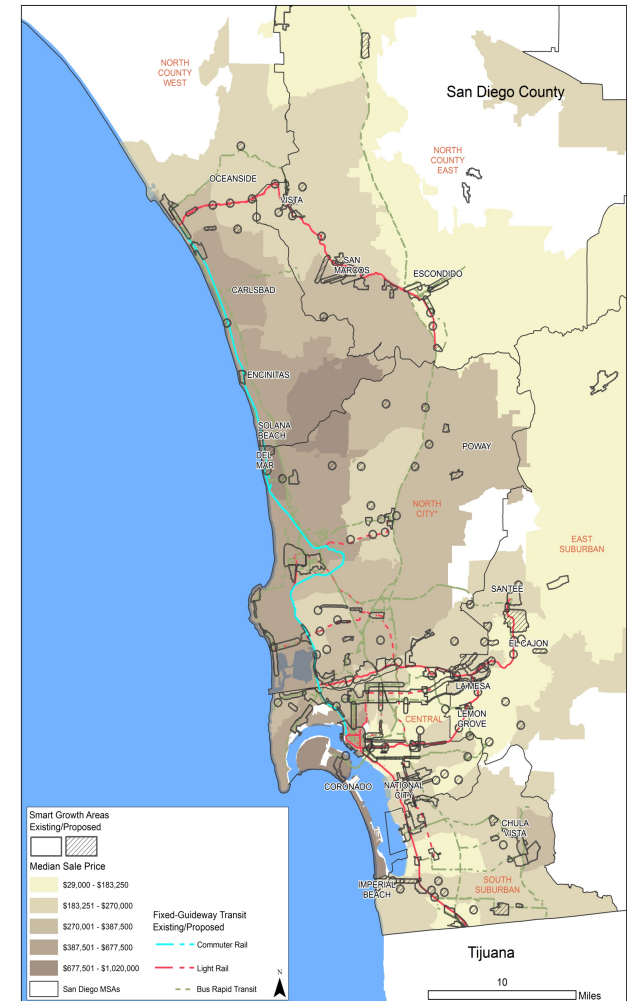 San Diego County
NORTH
COUNTY
WEST
NORTH
COUNTY
EAST
OCEANSIDE
VISTA
SAN
MARCOS
ESCONDIDO
CARLSBAD
ENCINITAS
SOLANA
BEACH
DEL
MAR
POWAY
NORTH
CITY*
EAST
SUBURBAN
SANTEE
EL CAJON
LA MESA
LEMON
GROVE
CENTRAL
CORONADO
NATIONAL
CITY
CHULA
VISTA
SOUTH
SUBURBAN
IMPERIAL
BEACH
Tijuana
Smart Growth Areas
Existing/Proposed
Median Sale Price
$29,000 - $183,250
$183,251 - $270,000
$270,001 - $387,500
$387,501 - $677,500
$677,501 - $1,020,000
San Diego MSAs
Fixed-Guideway Transit
Existing/Proposed
Commuter Rail
Light Rail
Bus Rapid Transit
N
10
Miles